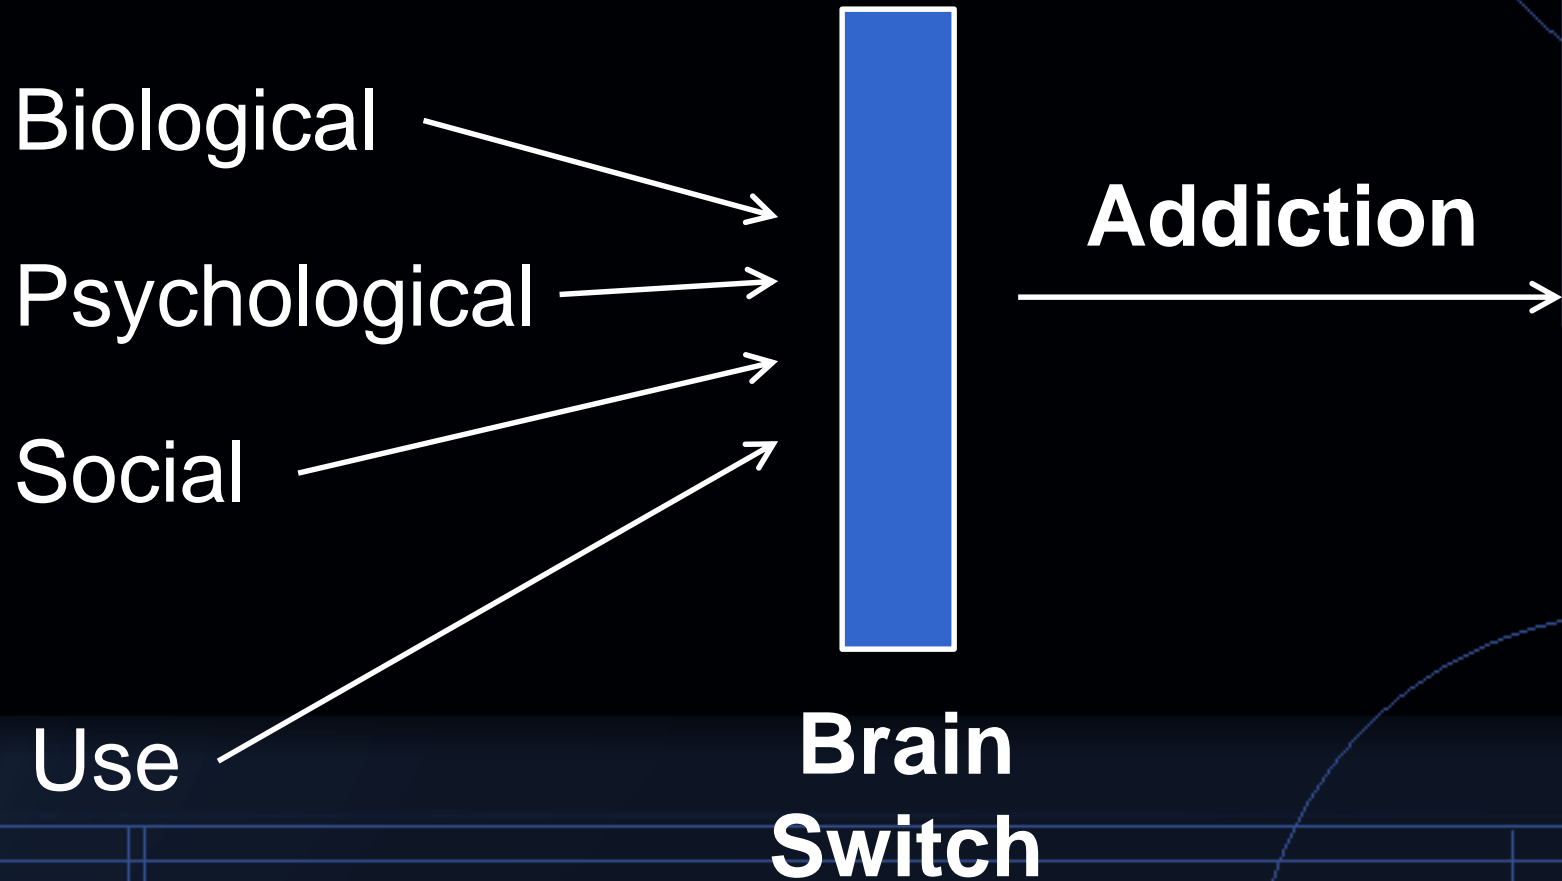 Biological
Addiction
Psychological
Social
Use
Brain
Switch